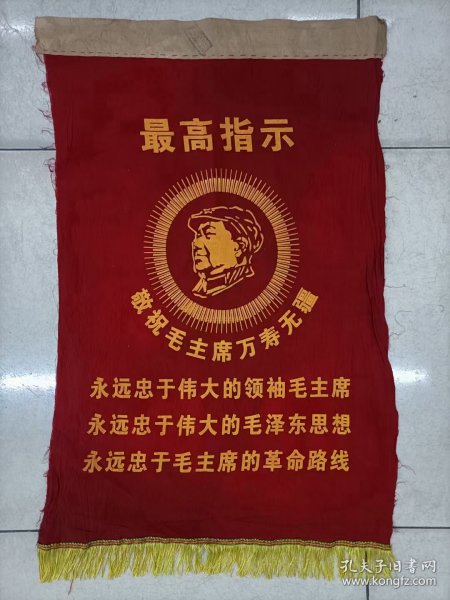 最高指示
敬祝毛主席万寿无疆
永远忠于伟大的领袖毛主席
永远忠于伟大的毛泽东思想
永远忠于毛主席的革命路线
孔夫子旧书网
www.kongfz.com